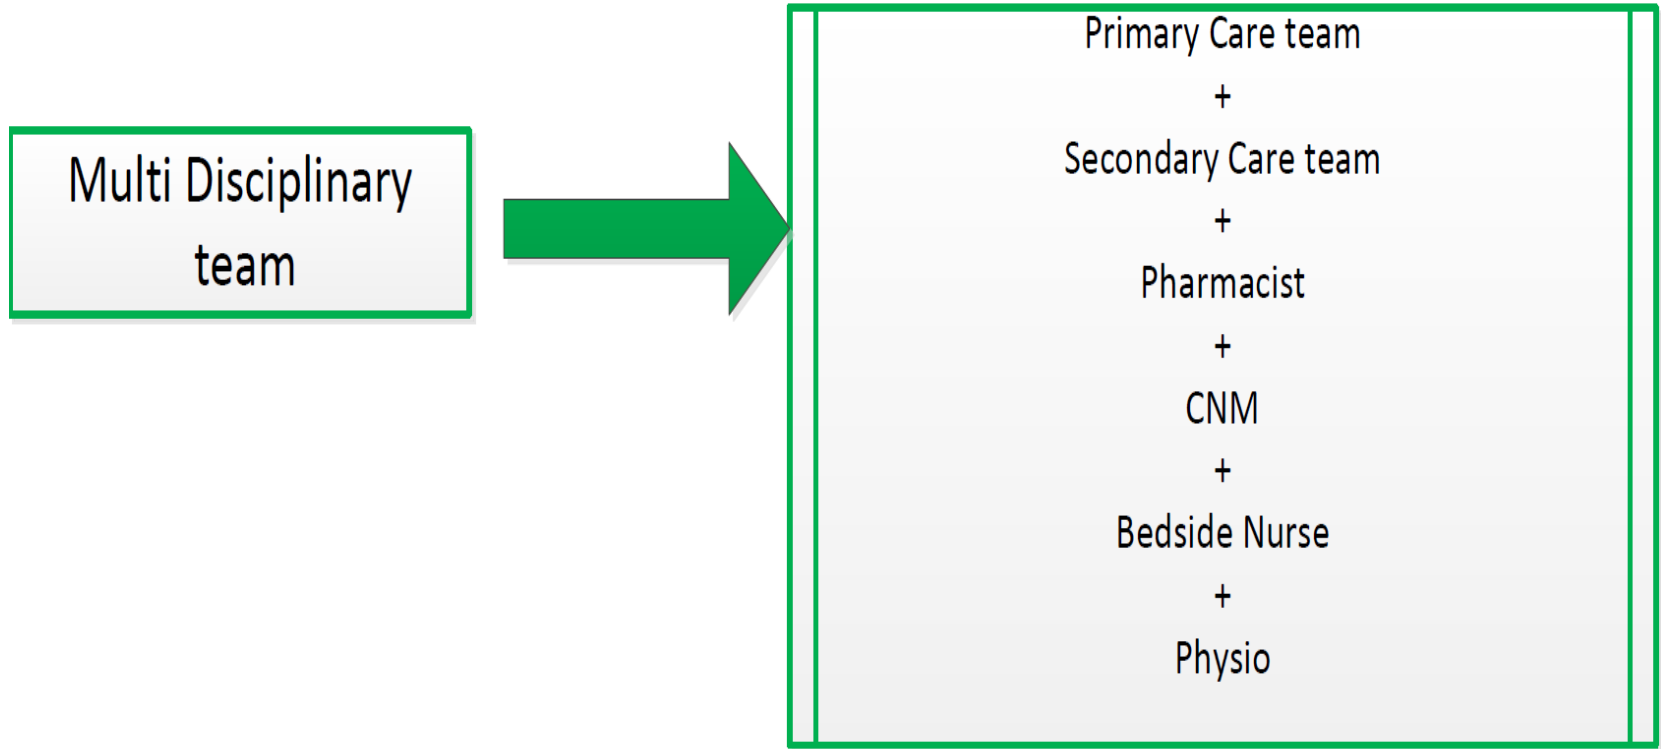 Multi Disciplinary
team
Primary Care team
+
Secondary Care team
+
Pharmacist
+
CNM
+
Bedside Nurse
+
Physio